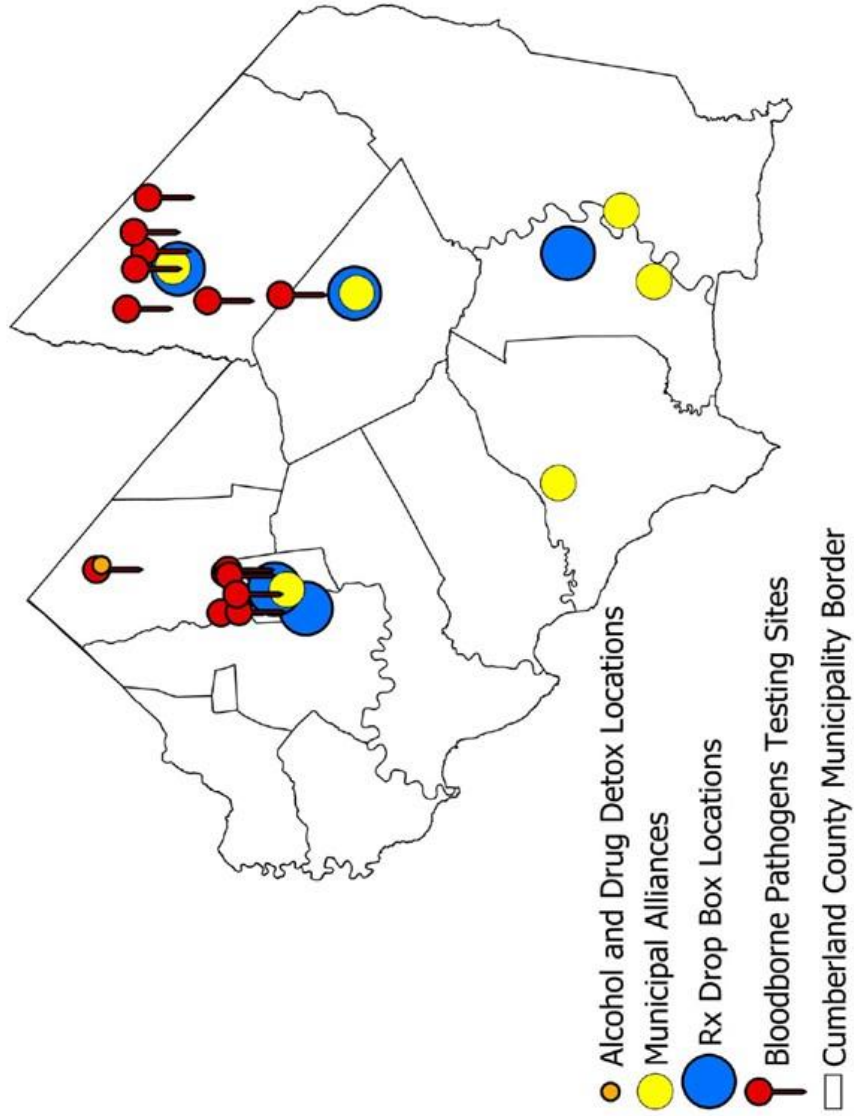 Alcohol and Drug Detox Locations
Municipal Alliances
Rx Drop Box Locations
Bloodborne Pathogens Testing Sites
Cumberland County Municipality Border